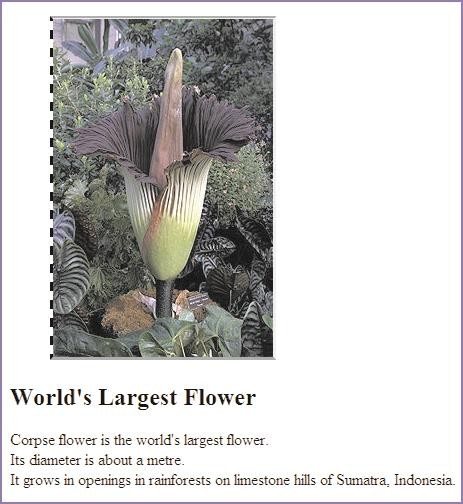 World's Largest Flower
Corpse flower is the world's largest flower.
Its diameter is about a metre.
It grows in openings in rainforests on limestone hills of Sumatra, Indonesia.